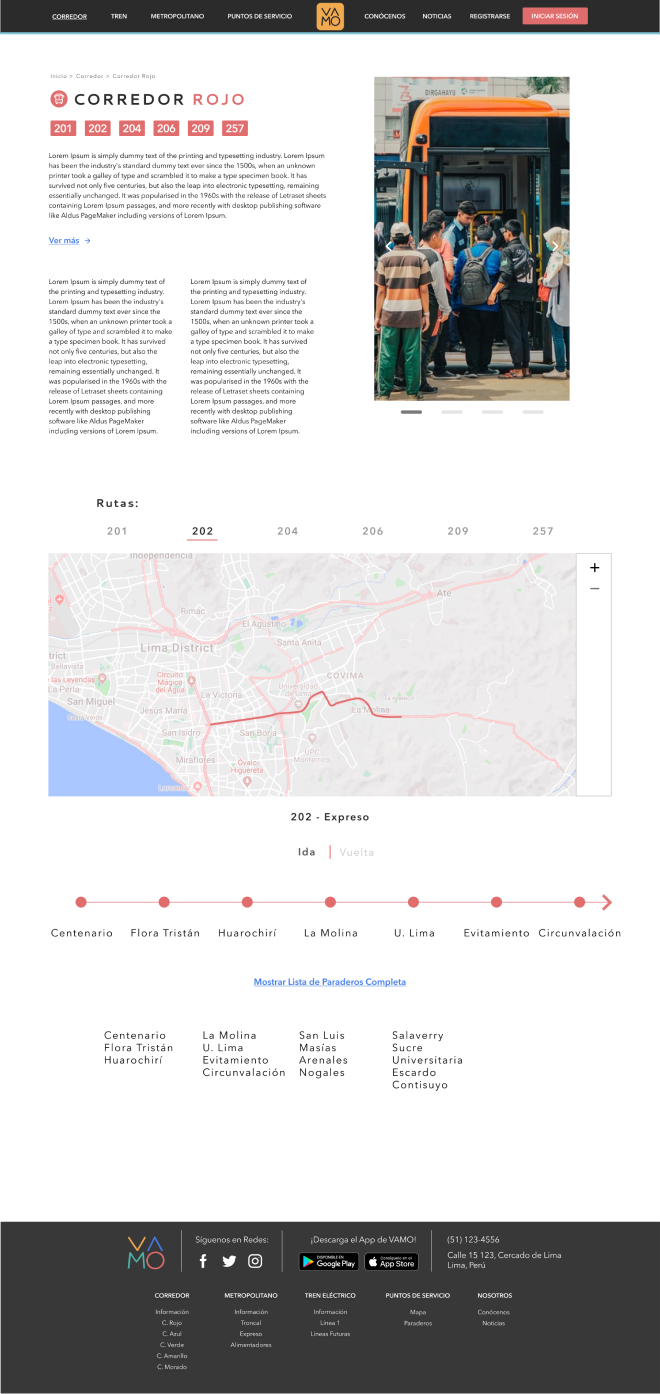 CORREDOR TREN METROPOLITANO PUNTOS DE SERVICIO VAMO CONÓCENOS NOTICIAS REGISTRARSE INICIAR SESIÓN
Inicio > Corredor > Corredor Rojo
CORREDOR ROJO
201 202 204 206 209 257
Lorem Ipsum is simply dummy text of the printing and typesetting industry. Lorem Ipsum
has been the industry's standard dummy text ever since the 1500s, when an unknown
printer took a galley of type and scrambled it to make a type specimen book. It has
survived not only five centuries, but also the leap into electronic typesetting, remaining
essentially unchanged. It was popularised in the 1960s with the release of Letraset sheets
containing Lorem Ipsum passages, and more recently with desktop publishing software
like Aldus PageMaker including versions of Lorem Ipsum.
Ver más →
Lorem Ipsum is simply dummy text of
the printing and typesetting industry.
Lorem Ipsum has been the industry's
standard dummy text ever since the
1500s, when an unknown printer took a
galley of type and scrambled it to make
a type specimen book. It has survived
not only five centuries, but also the
leap into electronic typesetting,
remaining essentially unchanged. It
was popularised in the 1960s with the
release of Letraset sheets containing
Lorem Ipsum passages, and more
recently with desktop publishing
software like Aldus PageMaker
including versions of Lorem Ipsum.
Lorem Ipsum is simply dummy text of
the printing and typesetting industry.
Lorem Ipsum has been the industry's
standard dummy text ever since the
1500s, when an unknown printer took a
galley of type and scrambled it to make
a type specimen book. It has survived
not only five centuries, but also the
leap into electronic typesetting,
remaining essentially unchanged. It
was popularised in the 1960s with the
release of Letraset sheets containing
Lorem Ipsum passages, and more
recently with desktop publishing
software like Aldus PageMaker
including versions of Lorem Ipsum.
DIRGAHAYU
Rutas:
201 202 204 206 209 257
Independencia
Ate
Rímac
El Agustino
Santa Anita
Lima District
trict
Bellavista
las Leyendas
La Perla
Circuito
Mágico
del Agua
COVIMA
Universidad
de Lima
La Victoria
San Miguel
Jesús María
La Molina
San Isidro
San Borja
UPC
Monterrico
Miraflores
Óvalo
Higuereta
Larcomar
+
−
202 - Expreso
Ida | Vuelta
Centenario Flora Tristán Huarochirí La Molina U. Lima Evitamiento Circunvalación
Mostrar Lista de Paraderos Completa
Centenario
Flora Tristán
Huarochirí
La Molina
U. Lima
Evitamiento
Circunvalación
San Luis
Masías
Arenales
Nogales
Salaverry
Sucre
Universitaria
Escardo
Contisuyo
VAMO
Síguenos en Redes:
¡Descarga el App de VAMO!
DISPONIBLE EN
Google Play
Consíguelo en el
App Store
(51) 123-4556
Calle 15 123, Cercado de Lima
Lima, Perú
CORREDOR
Información
C. Rojo
C. Azul
C. Verde
C. Amarillo
C. Morado
METROPOLITANO
Información
Troncal
Expreso
Alimentadores
TREN ELÉCTRICO
Información
Línea 1
Líneas Futuras
PUNTOS DE SERVICIO
Mapa
Paraderos
NOSOTROS
Conócenos
Noticias